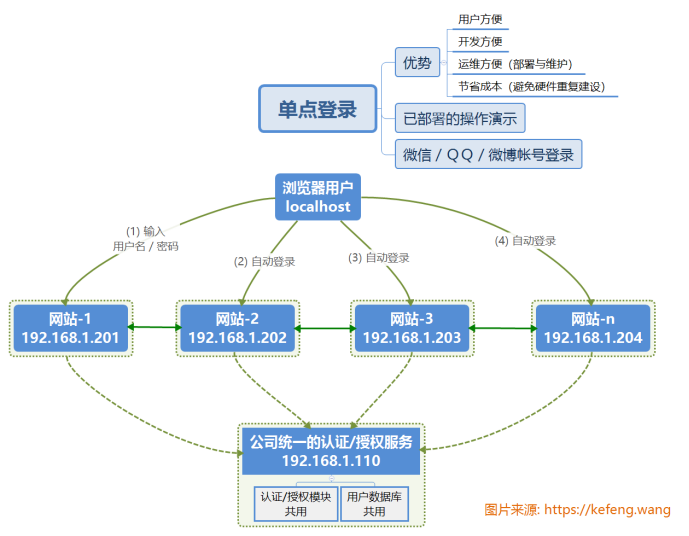 用户方便
开发方便
运维方便（部署与维护）
节省成本（避免硬件重复建设）
优势
单点登录
已部署的操作演示
微信 / ＱＱ / 微博帐号登录
浏览器用户
localhost
(1) 输入
用户名 / 密码
(2) 自动登录
(3) 自动登录
(4) 自动登录
网站-1
192.168.1.201
网站-2
192.168.1.202
网站-3
192.168.1.203
网站-n
192.168.1.204
公司统一的认证/授权服务
192.168.1.110
认证/授权模块
共用
用户数据库
共用
图片来源: https://kefeng.wang